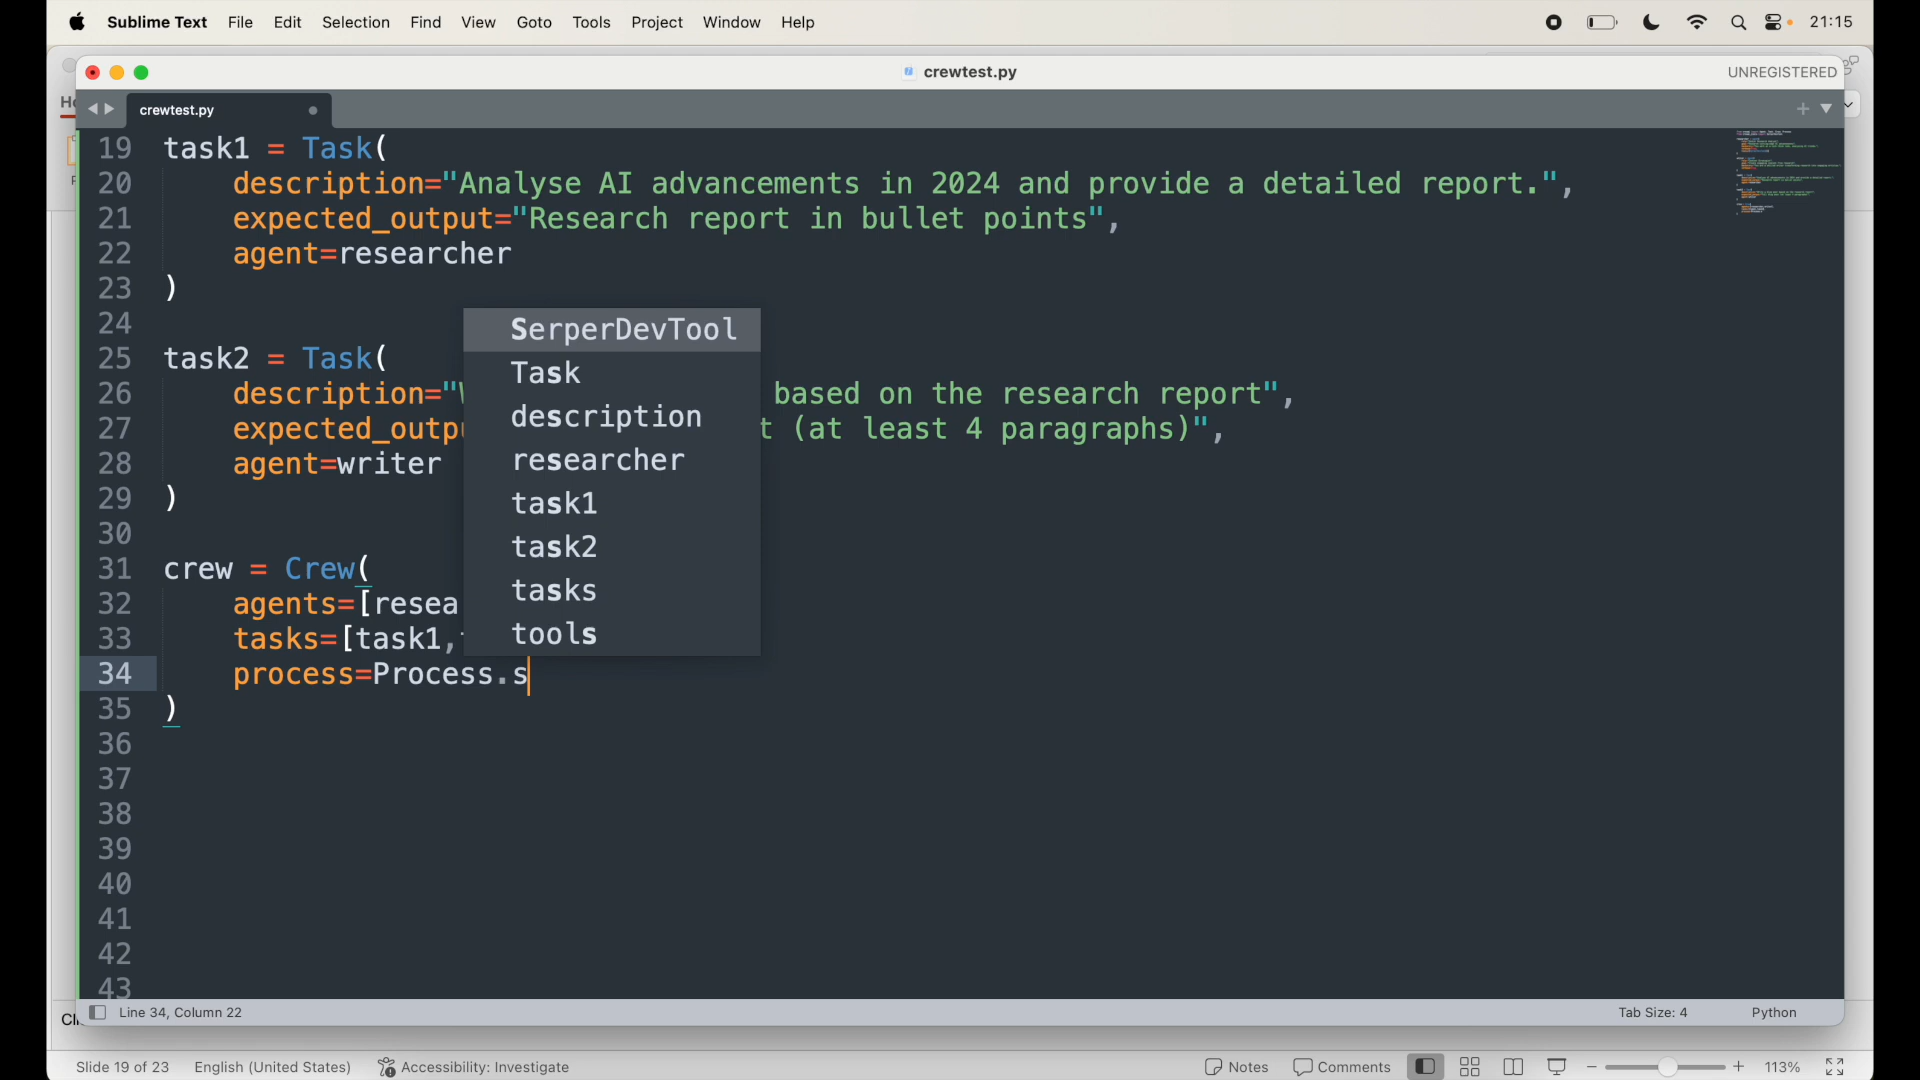 Sublime Text File Edit Selection Find View Goto Tools Project Window Help 21:15
crewtest.py UNREGISTERED
crewtest.py
19 task1 = Task(
20 description="Analyse AI advancements in 2024 and provide a detailed report.",
21 expected_output="Research report in bullet points",
22 agent=researcher
23 )
24
25 task2 = Task(
26 description=" based on the research report",
27 expected_outpu t (at least 4 paragraphs)",
28 agent=writer
29 )
30
31 crew = Crew(
32 agents=[resea
33 tasks=[task1,
34 process=Process.s
35 )
36
37
38
39
40
41
42
43
SerperDevTool
Task
description
researcher
task1
task2
tasks
tools
Line 34, Column 22 Tab Size: 4 Python
Slide 19 of 23 English (United States) Accessibility: Investigate Notes Comments 113%